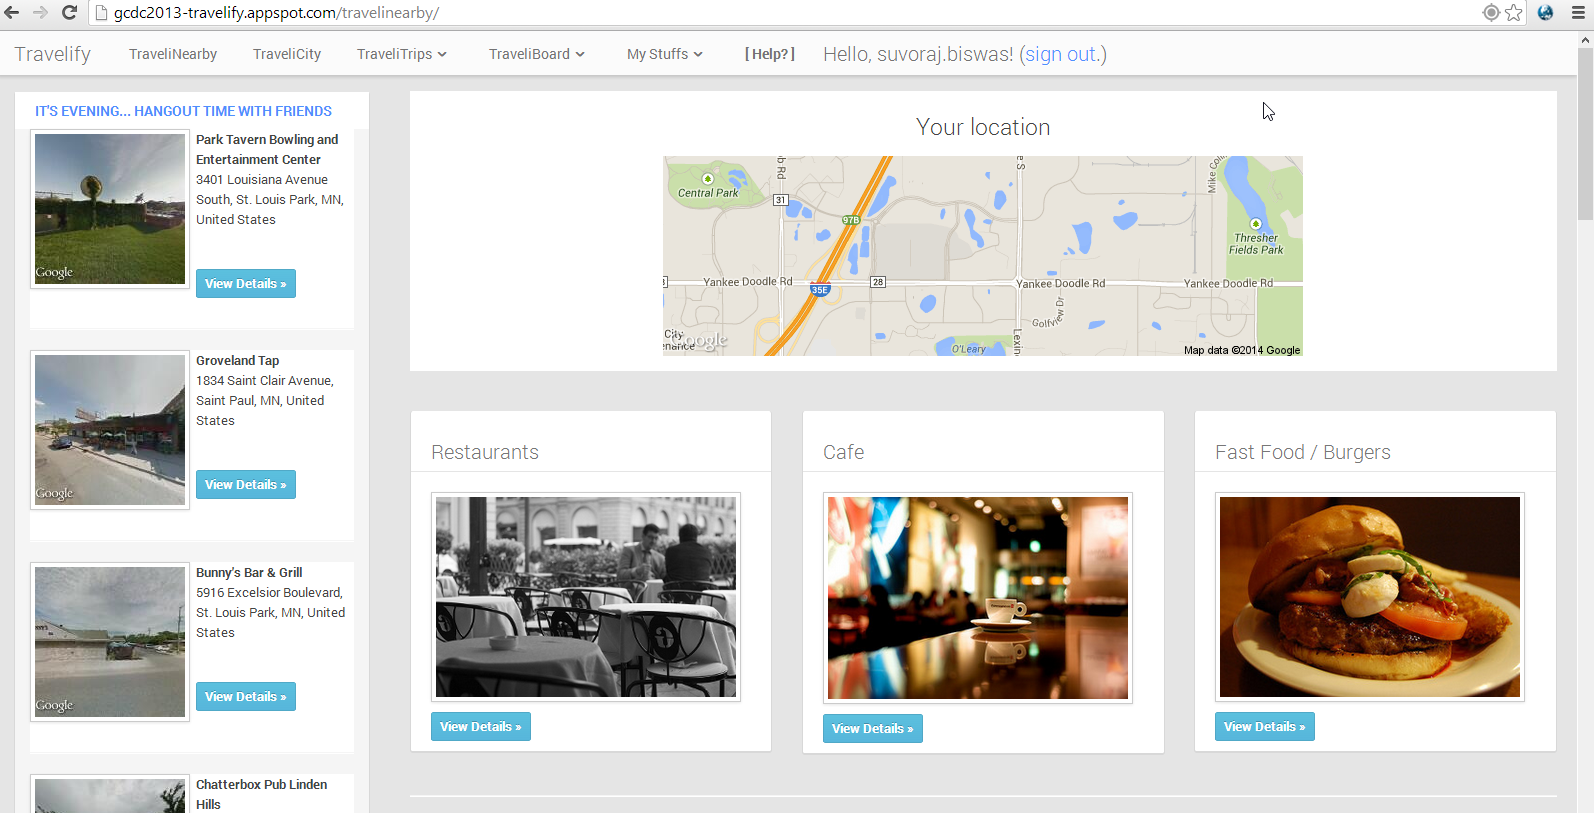 gcdc2013-travelify.appspot.com/travelinearby/
Travelify
TraveliNearby
TraveliCity
TraveliTrips
TraveliBoard
My Stuffs
[ Help? ]
Hello, suvoraj.biswas! (sign out.)
IT'S EVENING... HANGOUT TIME WITH FRIENDS
Park Tavern Bowling and
Entertainment Center
3401 Louisiana Avenue
South, St. Louis Park, MN,
United States
Google
View Details »
Groveland Tap
1834 Saint Clair Avenue,
Saint Paul, MN, United
States
Google
View Details »
Bunny's Bar & Grill
5916 Excelsior Boulevard,
St. Louis Park, MN, United
States
Google
View Details »
Chatterbox Pub Linden
Hills
Your location
Central Park
31
97B
Thresher
Fields Park
Yankee Doodle Rd
28
35E
Yankee Doodle Rd
Yankee Doodle Rd
Golfview Dr
City
Google
O'Leary
Map data ©2014 Google
Restaurants
View Details »
Cafe
View Details »
Fast Food / Burgers
View Details »